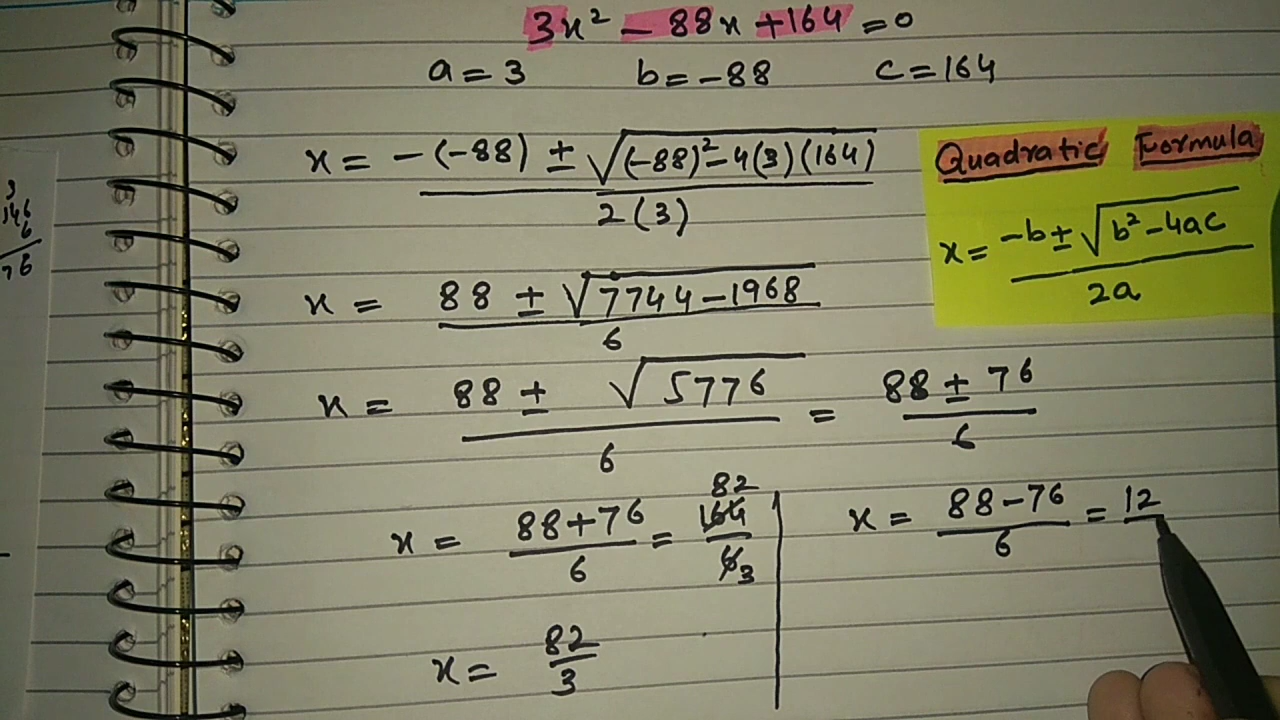 3x² - 88x + 164 = 0
a = 3 b = -88 c = 164
x = -(-88) ± √(-88)² - 4(3)(164)
2(3)
Quadratic Formula
x = -b ± √b² - 4ac
2a
x = 88 ± √7744 - 1968
6
x = 88 ± √5776 = 88 ± 76
6 6
82
x = 88 + 76 = 164
6 6 3
x = 88 - 76 = 12
6
x = 82
3